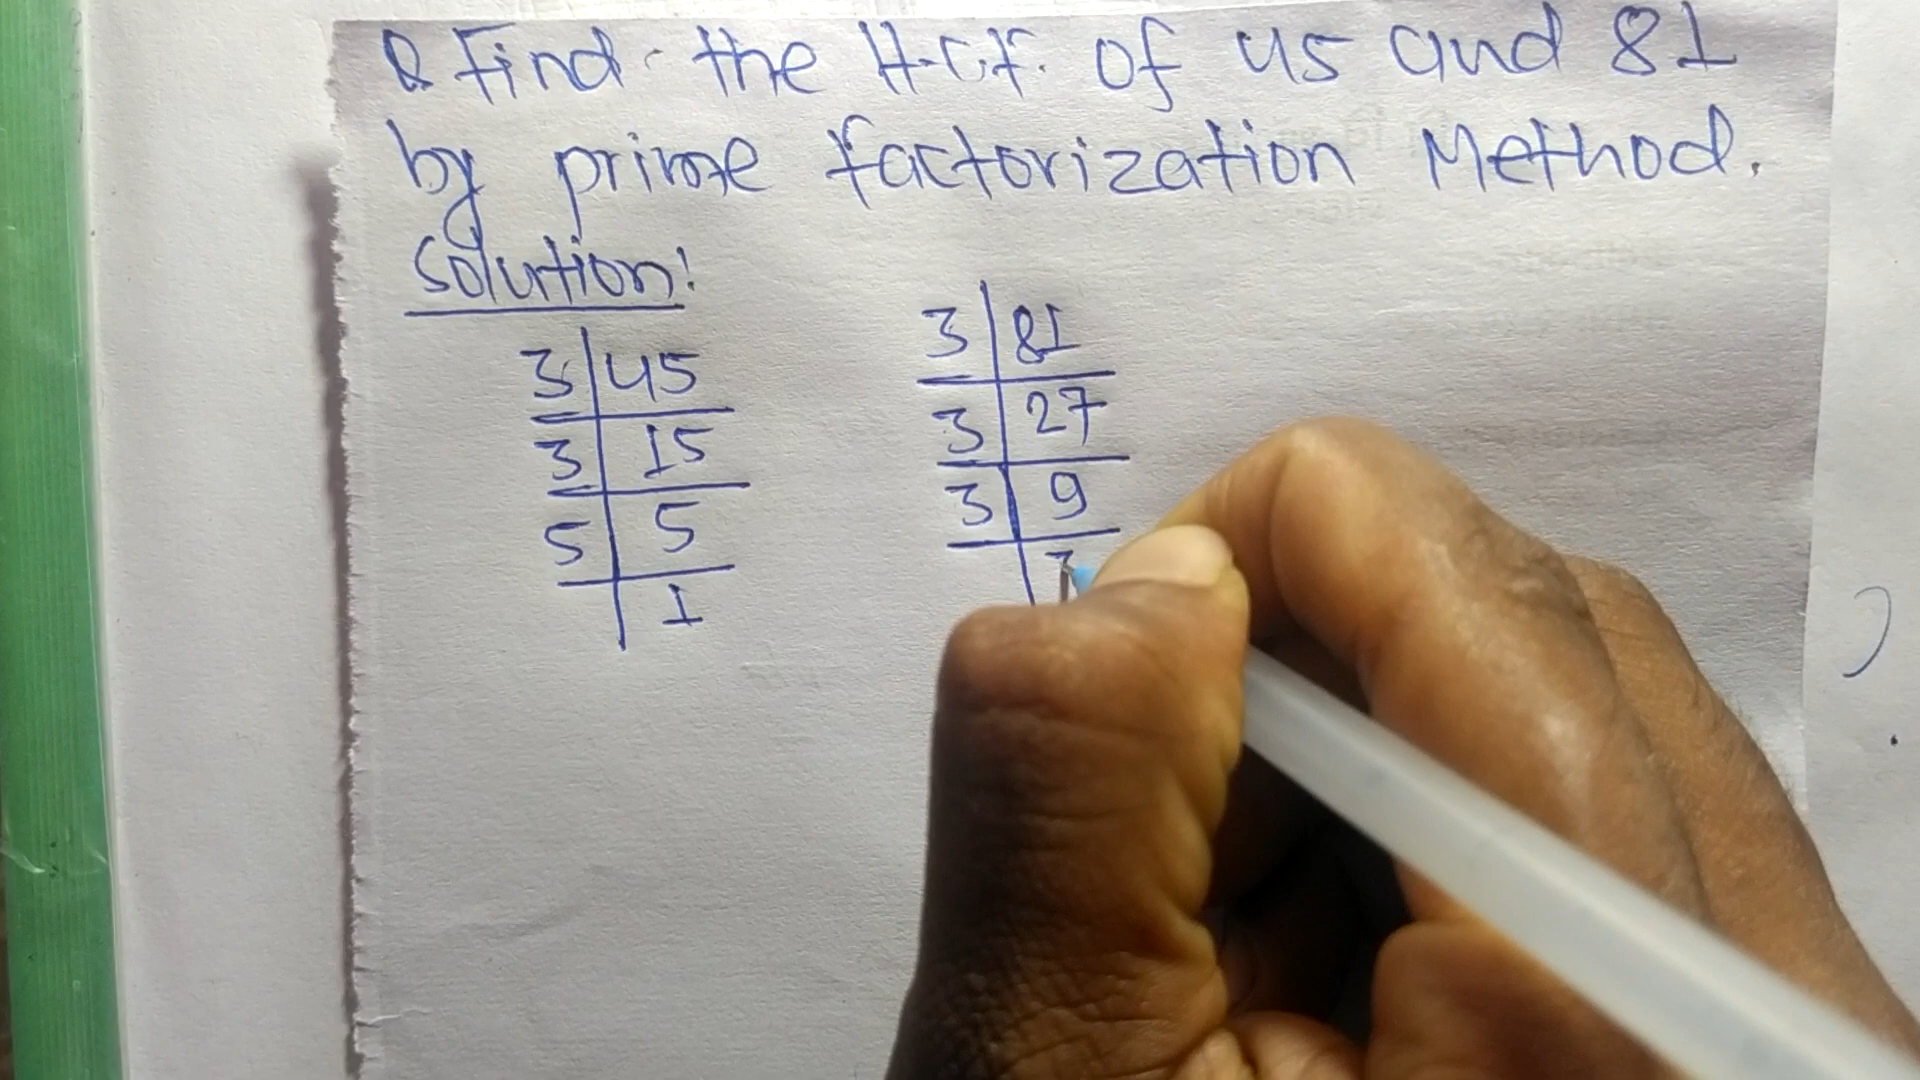 Q Find the H.C.F. of 45 and 81
by prime factorization Method.
Solution:
3 | 45
3 | 15
5 | 5
1
3 | 81
3 | 27
3 | 9
3